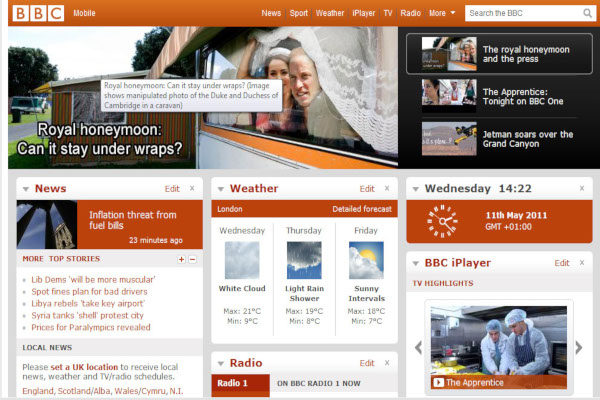 BBC Mobile News Sport Weather iPlayer TV Radio More Search the BBC
Royal honeymoon: Can it stay under wraps? (Image
shows manipulated photo of the Duke and Duchess of
Cambridge in a caravan)
Royal honeymoon:
Can it stay under wraps?
The royal honeymoon
and the press
The Apprentice:
Tonight on BBC One
Jetman soars over the
Grand Canyon
News Edit x
Inflation threat from
fuel bills
23 minutes ago
MORE TOP STORIES
Lib Dems 'will be more muscular'
Spot fines plan for bad drivers
Libya rebels 'take key airport'
Syria tanks 'shell' protest city
Prices for Paralympics revealed
LOCAL NEWS
Please set a UK location to receive local
news, weather and TV/radio schedules.
England, Scotland/Alba, Wales/Cymru, N.I.
Weather Edit x
London Detailed forecast
Wednesday Thursday Friday
White Cloud Light Rain Shower Sunny Intervals
Max: 21°C Max: 19°C Max: 18°C
Min: 9°C Min: 8°C Min: 7°C
Radio Edit x
Radio 1 ON BBC RADIO 1 NOW
Wednesday 14:22 x
11th May 2011
GMT +01:00
BBC iPlayer Edit x
TV HIGHLIGHTS
The Apprentice